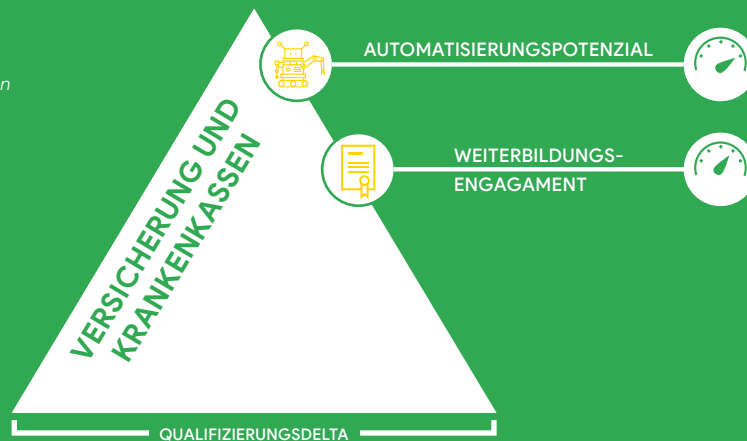 AUTOMATISIERUNGSPOTENZIAL
WEITERBILDUNGS-
ENGAGAMENT
VERSICHERUNG UND
KRANKENKASSEN
QUALIFIZIERUNGSDELTA